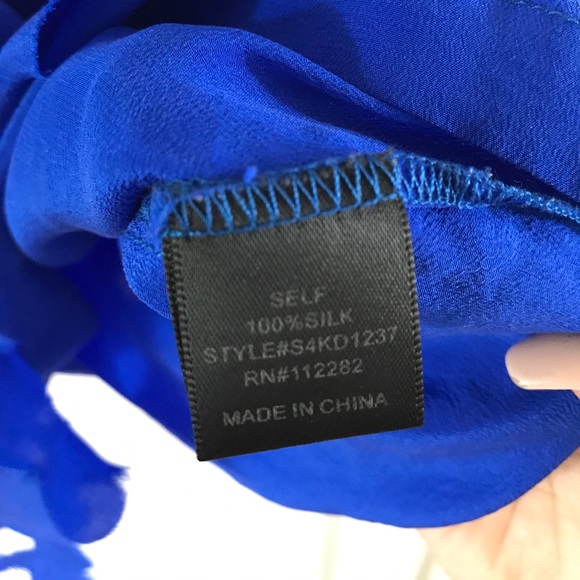 SELF
100%SILK
STYLE#S4KD1237
RN#112282
MADE IN CHINA